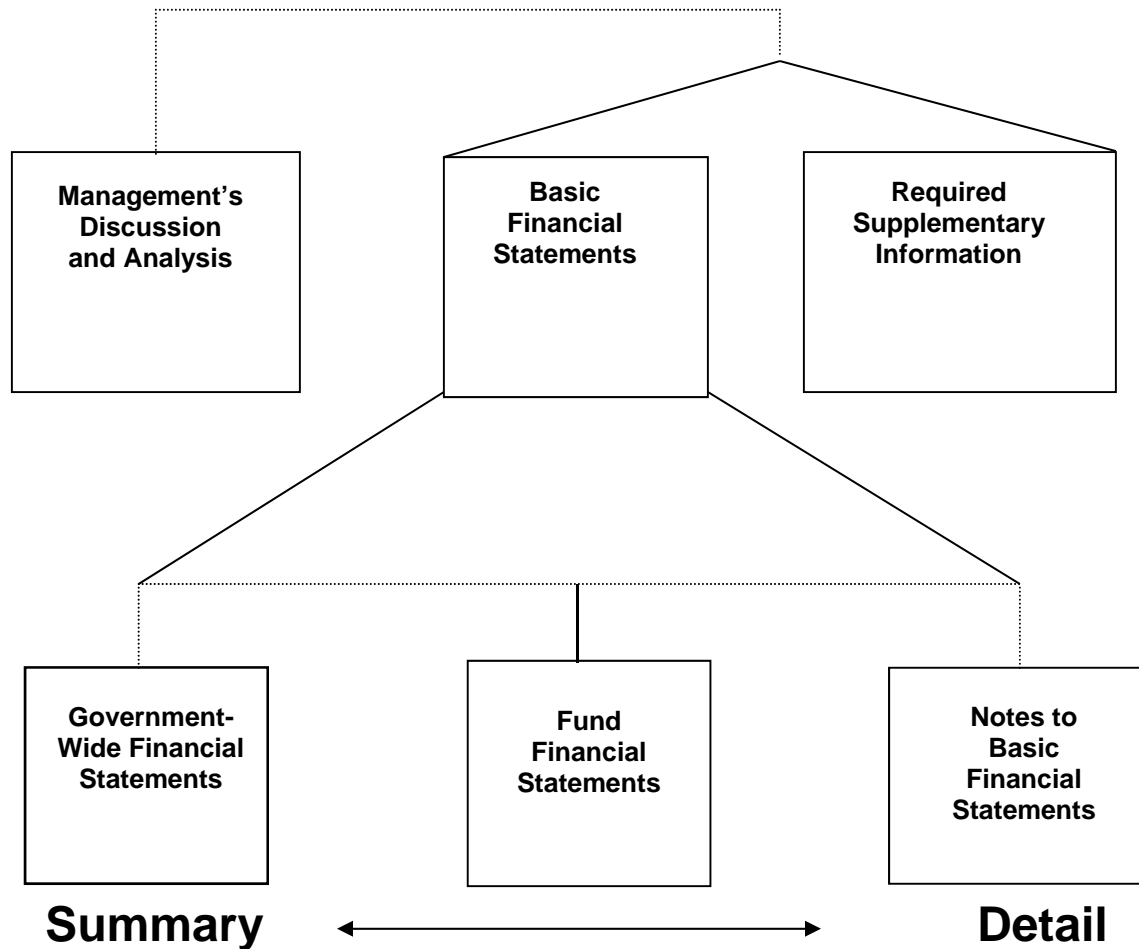 Management’s
Discussion
and Analysis
Basic
Financial
Statements
Required
Supplementary
Information
Government-
Wide Financial
Statements
Fund
Financial
Statements
Notes to
Basic
Financial
Statements
Summary
Detail